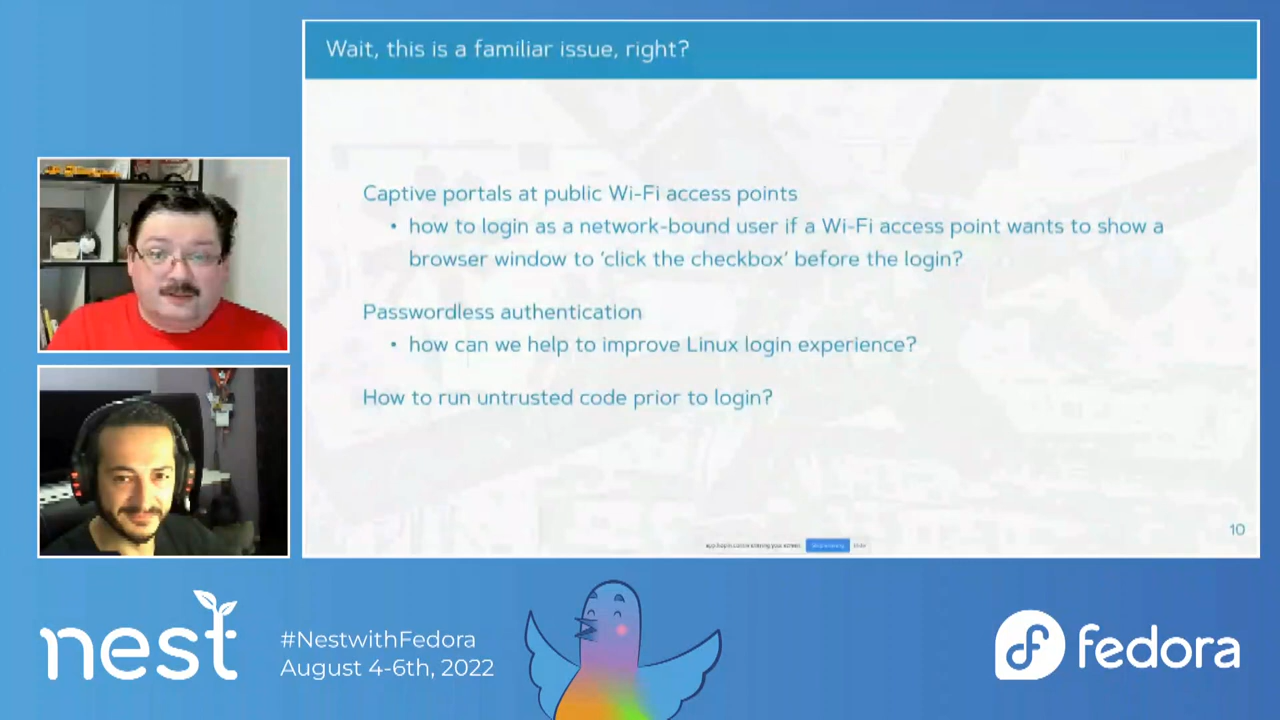 Wait, this is a familiar issue, right?
Captive portals at public Wi-Fi access points
• how to login as a network-bound user if a Wi-Fi access point wants to show a
browser window to ‘click the checkbox’ before the login?
Passwordless authentication
• how can we help to improve Linux login experience?
How to run untrusted code prior to login?
10
nest
#NestwithFedora
August 4-6th, 2022
fedora